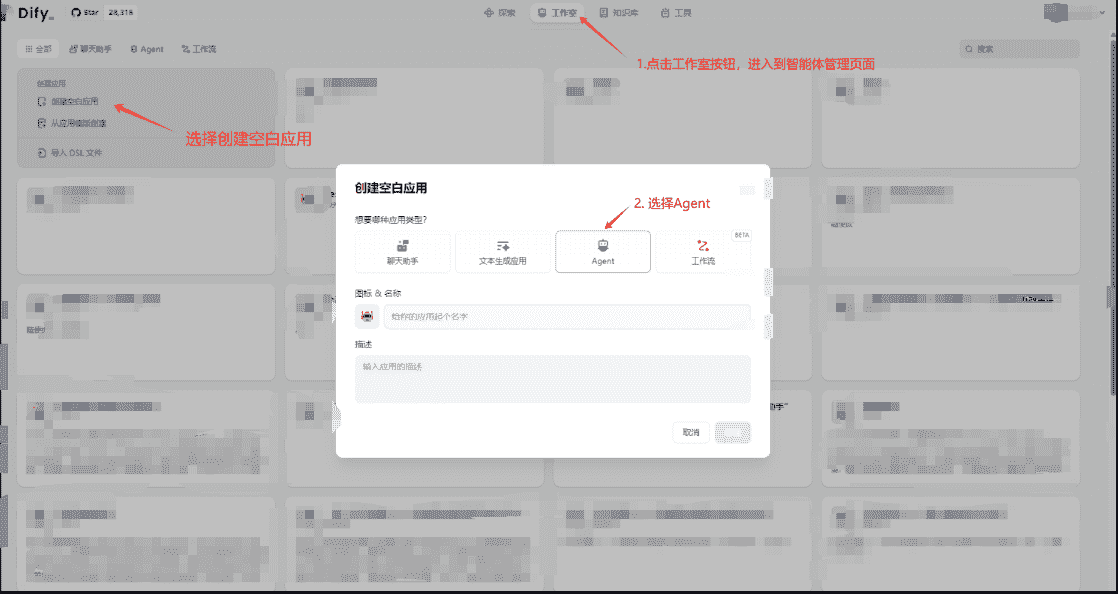 Dify
Star 28,315
探索
工作室
知识库
工具
全部
聊天助手
Agent
工作流
搜索
1.点击工作室按钮，进入到智能体管理页面
创建应用
创建空白应用
从应用模版创建
导入 DSL 文件
选择创建空白应用
创建空白应用
2. 选择Agent
想要哪种应用类型?
BETA
聊天助手
文本生成应用
Agent
工作流
图标 & 名称
给你的应用起个名字
描述
输入应用的描述
取消
助手"